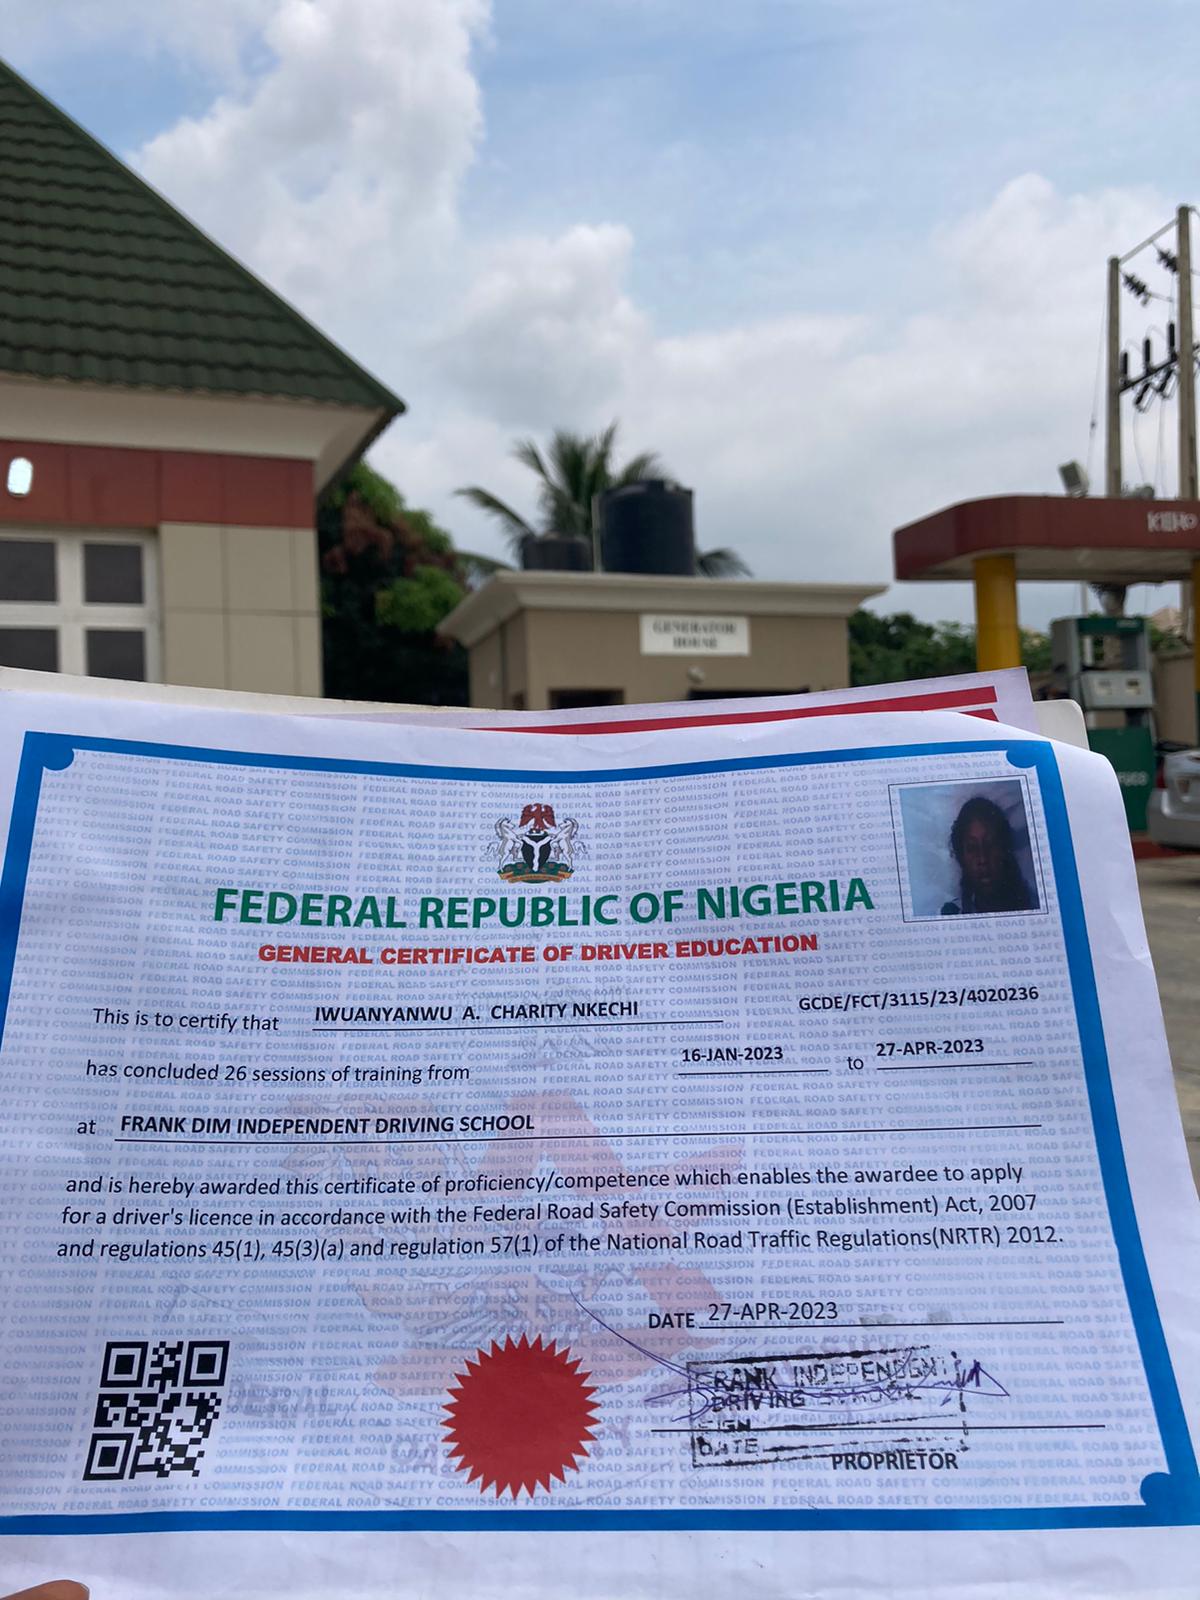 GENERATOR
HOUSE
FEDERAL REPUBLIC OF NIGERIA
GENERAL CERTIFICATE OF DRIVER EDUCATION
GCDE/FCT/3115/23/4020236
This is to certify that IWUANYANWU A. CHARITY NKECHI
has concluded 26 sessions of training from 16-JAN-2023 to 27-APR-2023
at FRANK DIM INDEPENDENT DRIVING SCHOOL
and is hereby awarded this certificate of proficiency/competence which enables the awardee to apply
for a driver's licence in accordance with the Federal Road Safety Commission (Establishment) Act, 2007
and regulations 45(1), 45(3)(a) and regulation 57(1) of the National Road Traffic Regulations(NRTR) 2012.
DATE 27-APR-2023
FRANK INDEPENDENT
DRIVING SCHOOL
SIGN
DATE
PROPRIETOR